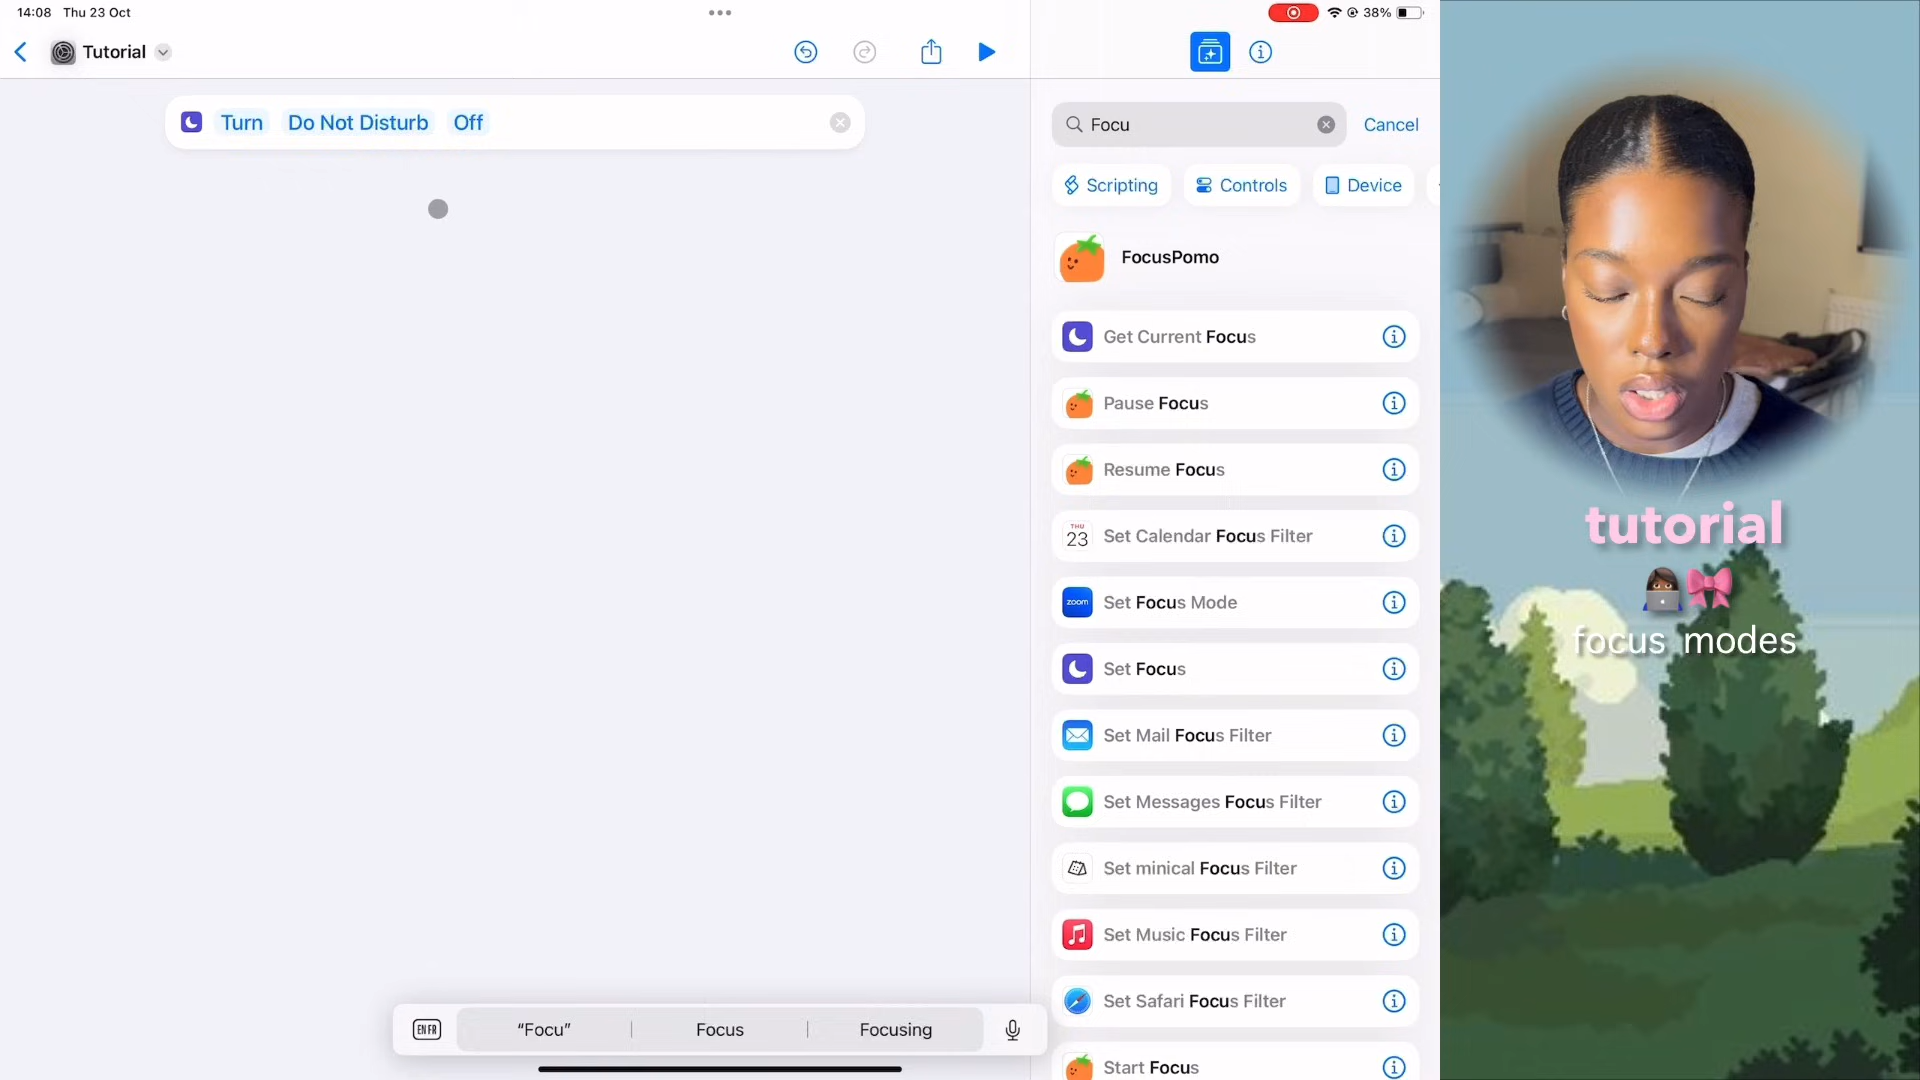 14:08 Thu 23 Oct
38%
Tutorial
Turn Do Not Disturb Off
Focu
Cancel
Scripting
Controls
Device
FocusPomo
Get Current Focus
Pause Focus
Resume Focus
THU
23
Set Calendar Focus Filter
zoom
Set Focus Mode
Set Focus
Set Mail Focus Filter
Set Messages Focus Filter
Set minical Focus Filter
Set Music Focus Filter
Set Safari Focus Filter
Start Focus
EN FR
“Focu”
Focus
Focusing
tutorial
focus modes